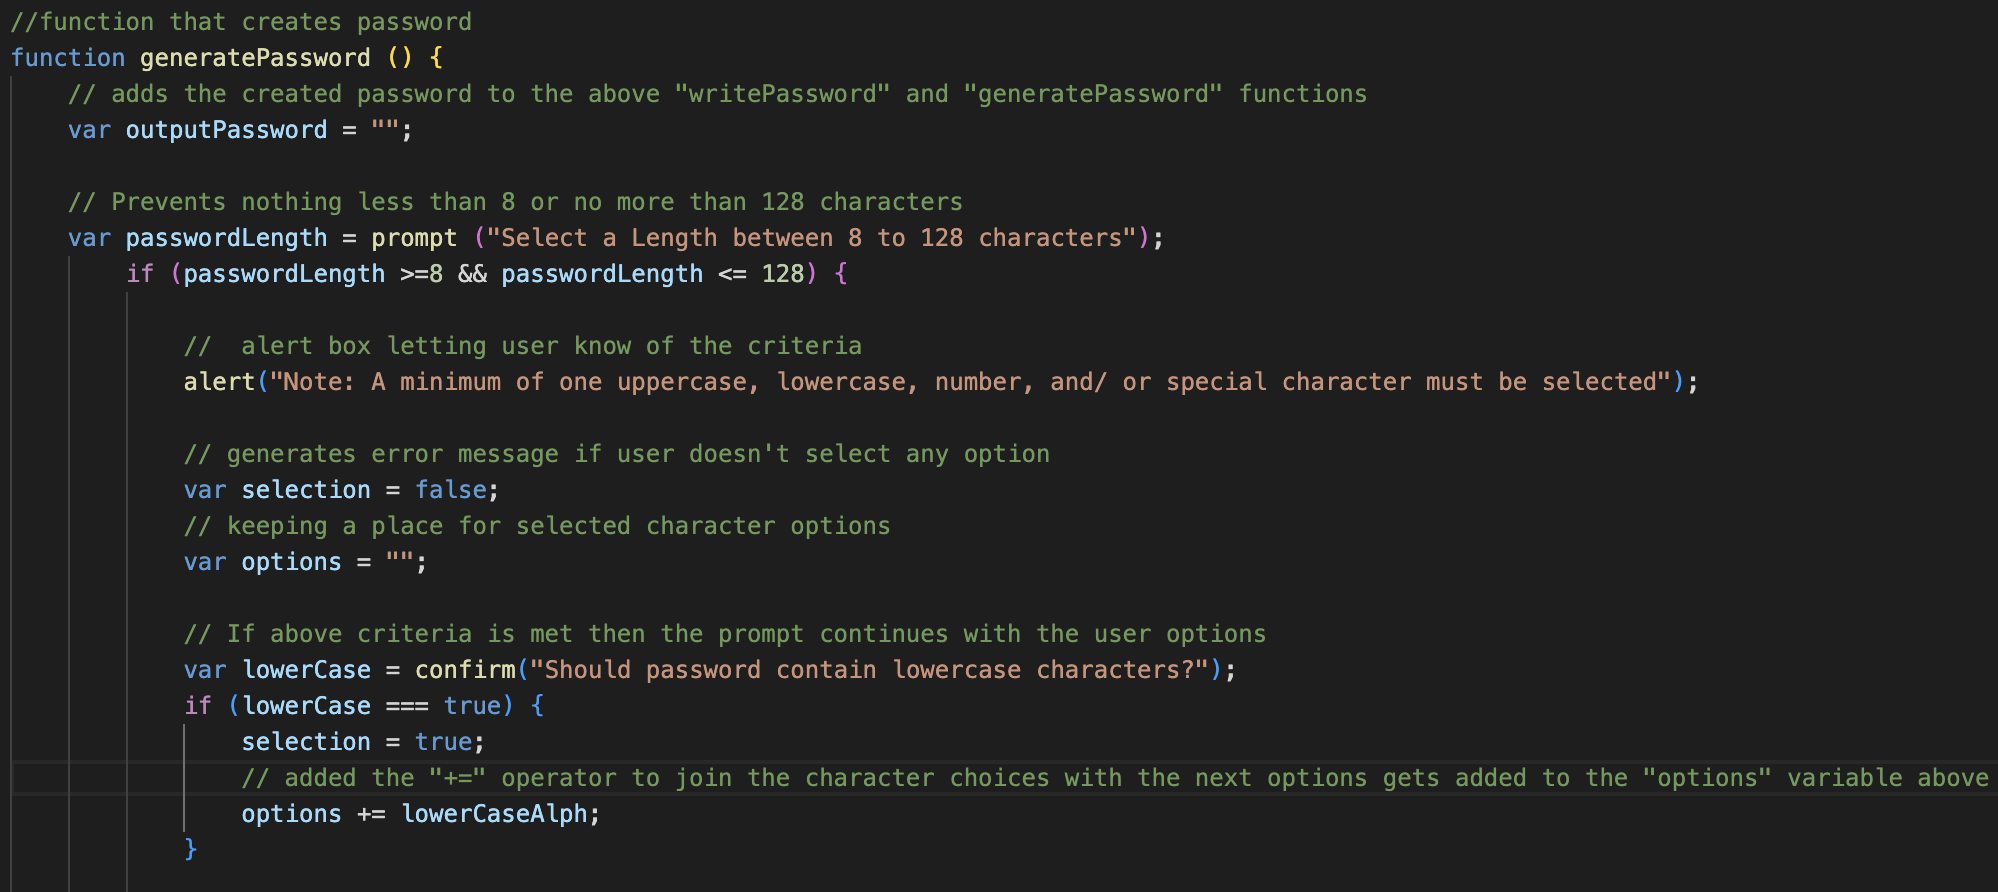 //function that creates password
function generatePassword () {
    // adds the created password to the above "writePassword" and "generatePassword" functions
    var outputPassword = "";

    // Prevents nothing less than 8 or no more than 128 characters
    var passwordLength = prompt ("Select a Length between 8 to 128 characters");
        if (passwordLength >=8 && passwordLength <= 128) {

            //  alert box letting user know of the criteria
            alert("Note: A minimum of one uppercase, lowercase, number, and/ or special character must be selected");

            // generates error message if user doesn't select any option
            var selection = false;
            // keeping a place for selected character options
            var options = "";

            // If above criteria is met then the prompt continues with the user options
            var lowerCase = confirm("Should password contain lowercase characters?");
            if (lowerCase === true) {
                selection = true;
                // added the "+=" operator to join the character choices with the next options gets added to the "options" variable above
                options += lowerCaseAlph;
            }